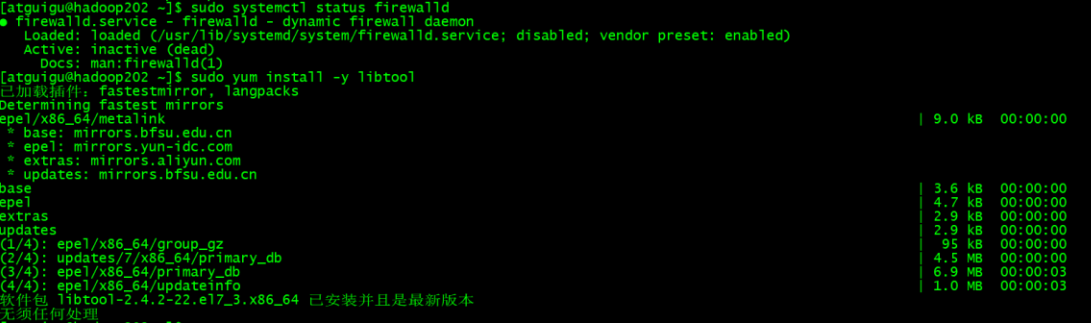 [atguigu@hadoop202 ~]$ sudo systemctl status firewalld
● firewalld.service - firewalld - dynamic firewall daemon
Loaded: loaded (/usr/lib/systemd/system/firewalld.service; disabled; vendor preset: enabled)
Active: inactive (dead)
Docs: man:firewalld(1)
[atguigu@hadoop202 ~]$ sudo yum install -y libtool
已加载插件：fastestmirror, langpacks
Determining fastest mirrors
epel/x86_64/metalink | 9.0 kB 00:00:00
* base: mirrors.bfsu.edu.cn
* epel: mirrors.yun-idc.com
* extras: mirrors.aliyun.com
* updates: mirrors.bfsu.edu.cn
base | 3.6 kB 00:00:00
epel | 4.7 kB 00:00:00
extras | 2.9 kB 00:00:00
updates | 2.9 kB 00:00:00
(1/4): epel/x86_64/group_gz | 95 kB 00:00:00
(2/4): updates/7/x86_64/primary_db | 4.5 MB 00:00:00
(3/4): epel/x86_64/primary_db | 6.9 MB 00:00:03
(4/4): epel/x86_64/updateinfo | 1.0 MB 00:00:03
软件包 libtool-2.4.2-22.el7_3.x86_64 已安装并且是最新版本
无须任何处理